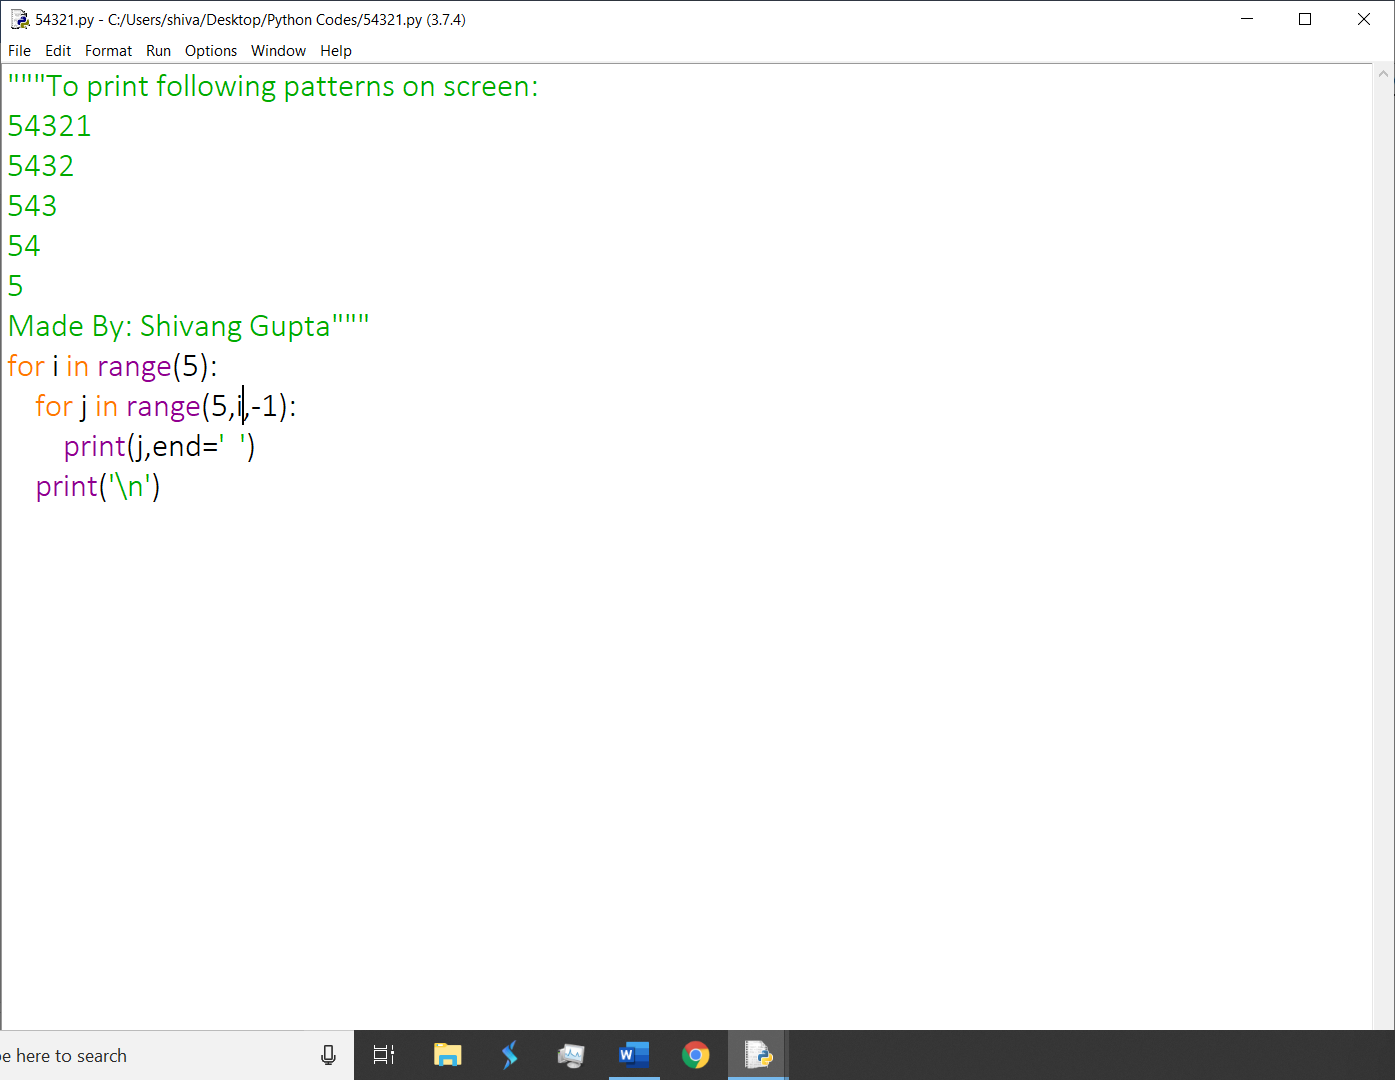 54321.py - C:/Users/shiva/Desktop/Python Codes/54321.py (3.7.4)
File Edit Format Run Options Window Help
"""To print following patterns on screen:
54321
5432
543
54
5
Made By: Shivang Gupta"""
for i in range(5):
    for j in range(5,i,-1):
        print(j,end='  ')
    print('\n')
e here to search